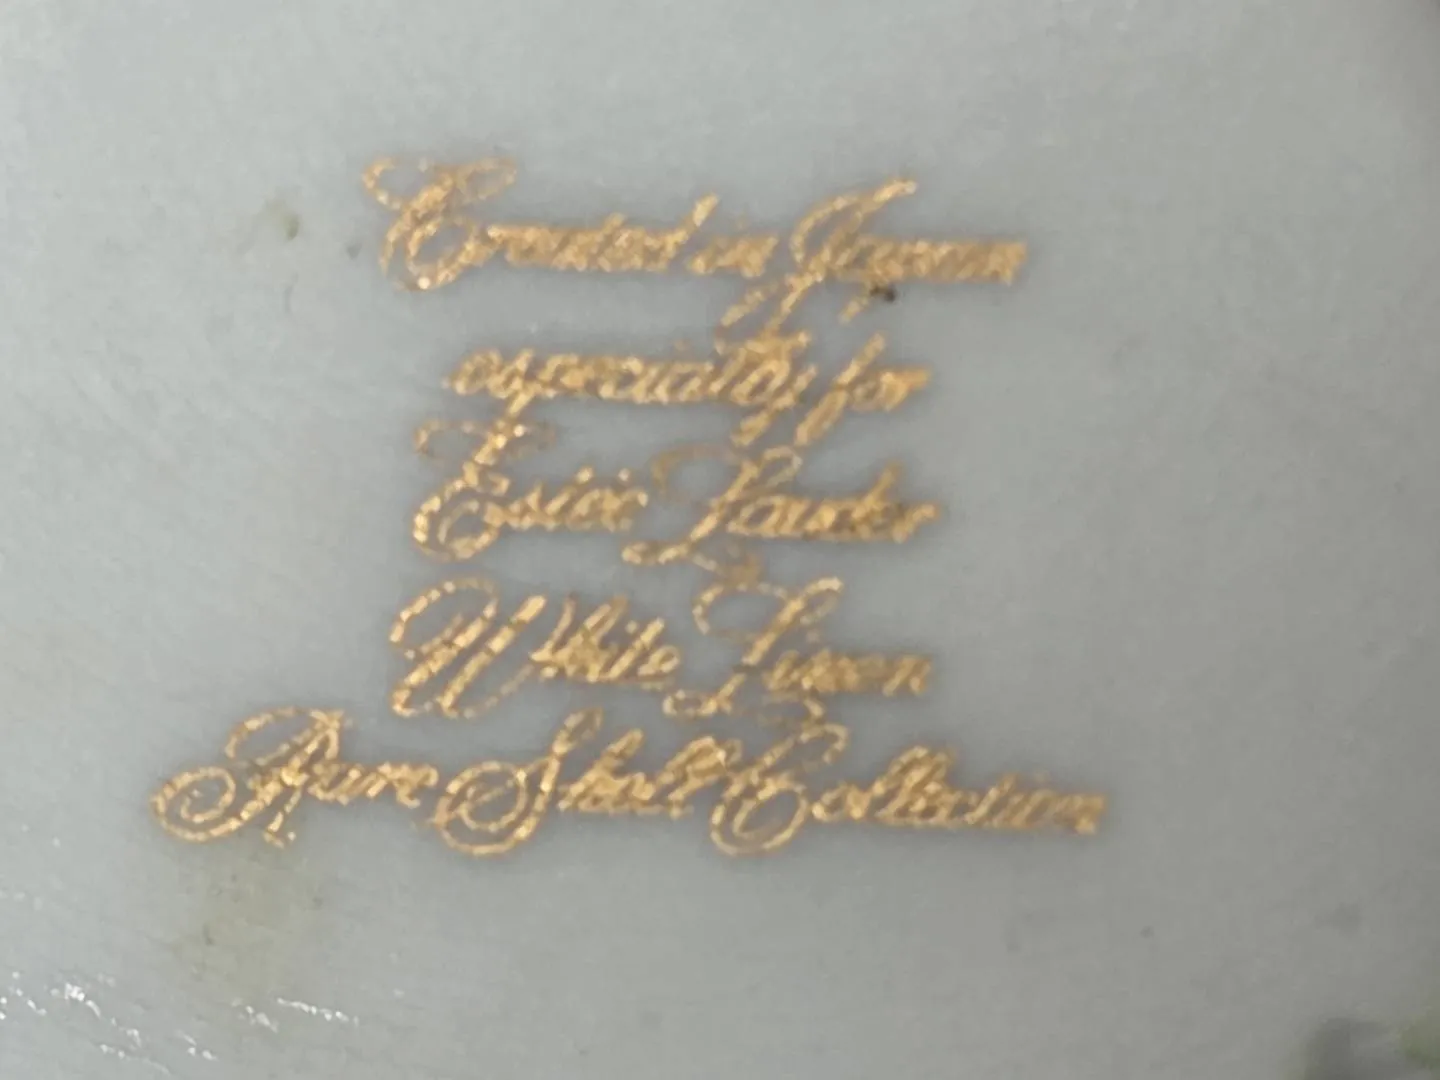 Created in Japan
especially for
Estée Lauder
White Linen
Pure Shell Collection